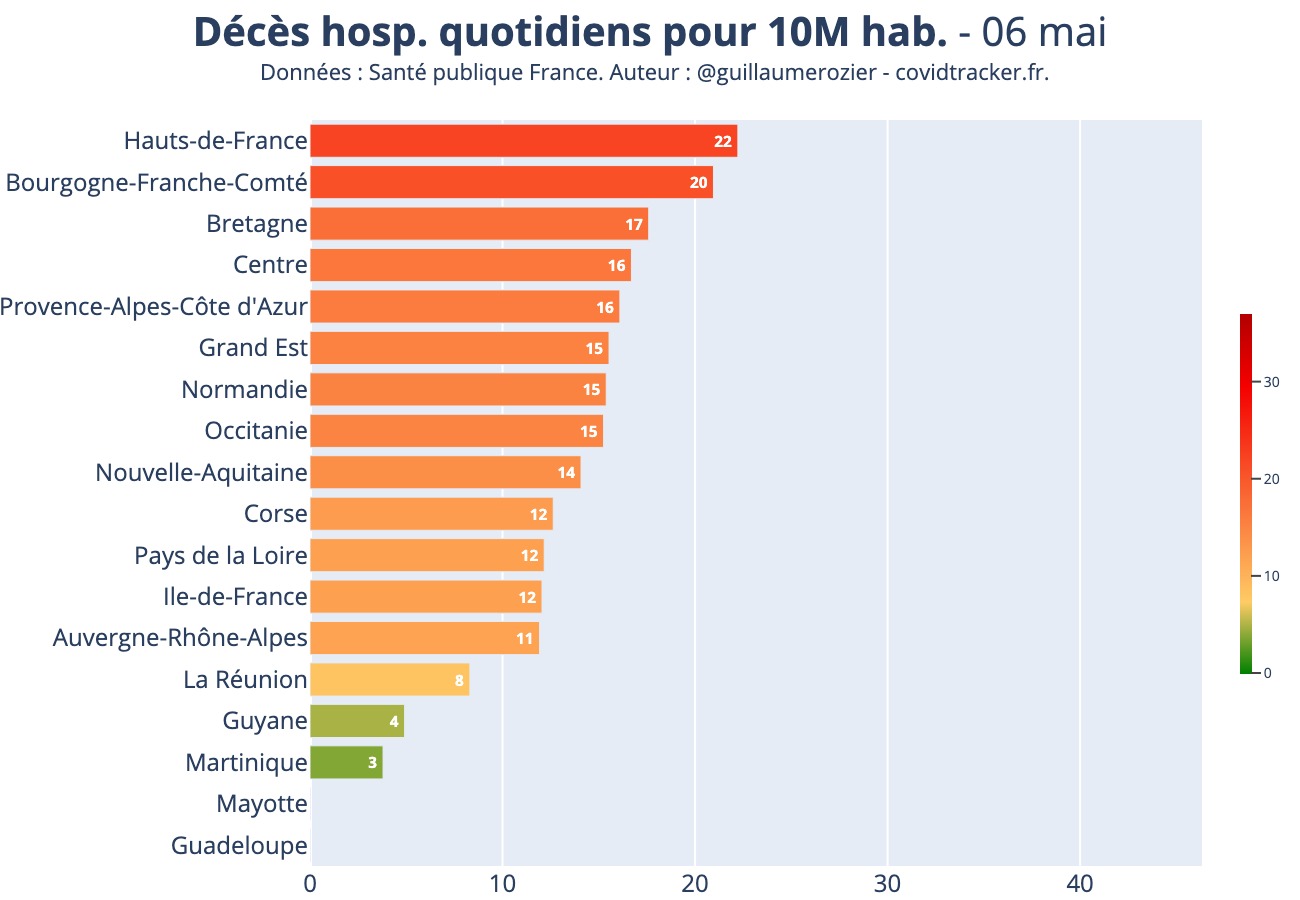 Décès hosp. quotidiens pour 10M hab. - 06 mai
Données : Santé publique France. Auteur : @guillaumerozier - covidtracker.fr.
Hauts-de-France 22
Bourgogne-Franche-Comté 20
Bretagne 17
Centre 16
Provence-Alpes-Côte d'Azur 16
Grand Est 15
Normandie 15
Occitanie 15
Nouvelle-Aquitaine 14
Corse 12
Pays de la Loire 12
Ile-de-France 12
Auvergne-Rhône-Alpes 11
La Réunion 8
Guyane 4
Martinique 3
Mayotte
Guadeloupe
0 10 20 30 40
30
20
10
0